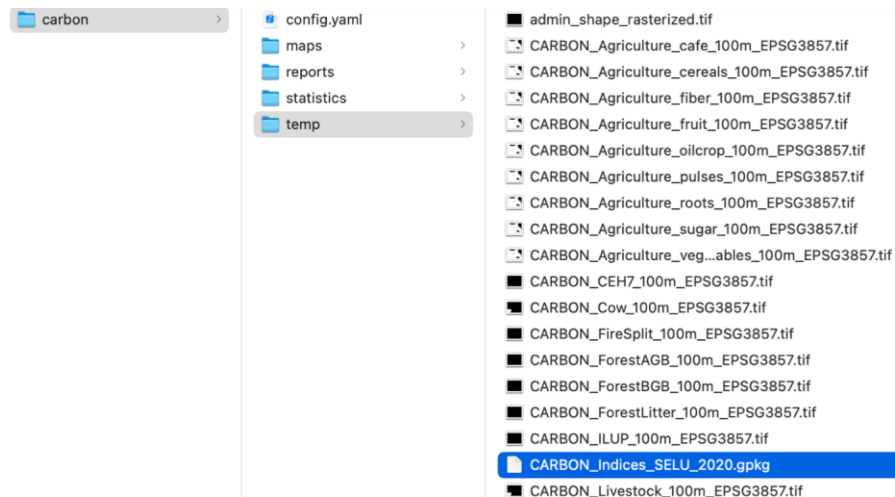 carbon
config.yaml
maps
reports
statistics
temp
admin_shape_rasterized.tif
CARBON_Agriculture_cafe_100m_EPSG3857.tif
CARBON_Agriculture_cereals_100m_EPSG3857.tif
CARBON_Agriculture_fiber_100m_EPSG3857.tif
CARBON_Agriculture_fruit_100m_EPSG3857.tif
CARBON_Agriculture_oilcrop_100m_EPSG3857.tif
CARBON_Agriculture_pulses_100m_EPSG3857.tif
CARBON_Agriculture_roots_100m_EPSG3857.tif
CARBON_Agriculture_sugar_100m_EPSG3857.tif
CARBON_Agriculture_veg...ables_100m_EPSG3857.tif
CARBON_CEH7_100m_EPSG3857.tif
CARBON_Cow_100m_EPSG3857.tif
CARBON_FireSplit_100m_EPSG3857.tif
CARBON_ForestAGB_100m_EPSG3857.tif
CARBON_ForestBGB_100m_EPSG3857.tif
CARBON_ForestLitter_100m_EPSG3857.tif
CARBON_ILUP_100m_EPSG3857.tif
CARBON_Indices_SELU_2020.gpkg
CARBON_Livestock_100m_EPSG3857.tif